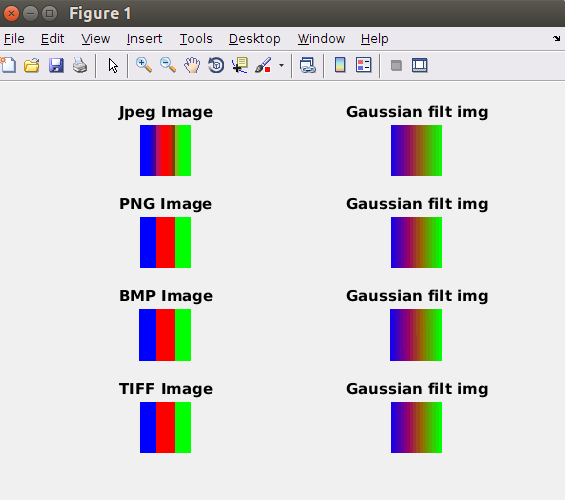 Figure 1
File Edit View Insert Tools Desktop Window Help
Jpeg Image Gaussian filt img
PNG Image Gaussian filt img
BMP Image Gaussian filt img
TIFF Image Gaussian filt img